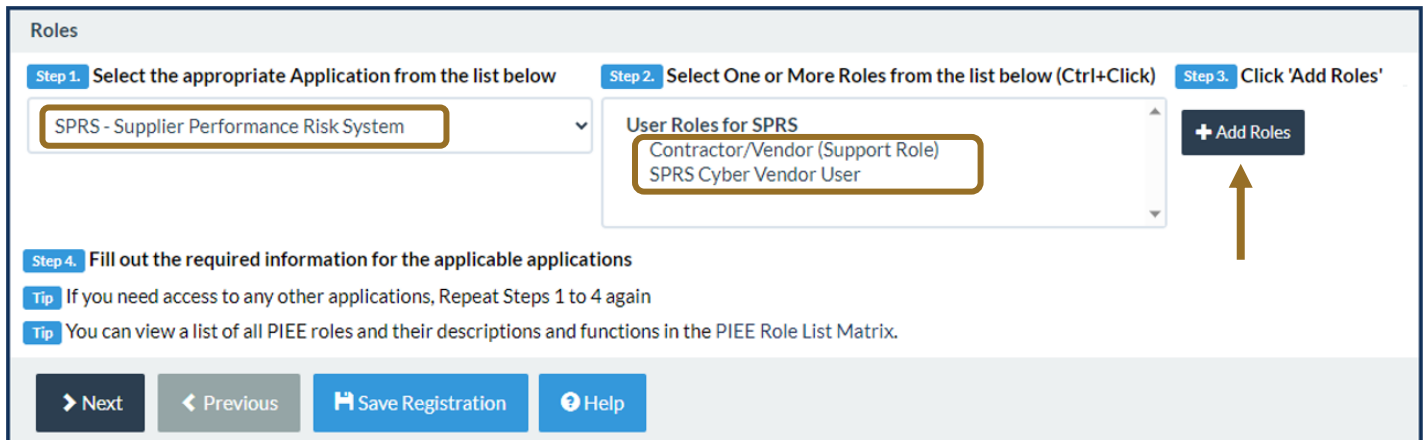 Roles
Step 1. Select the appropriate Application from the list below
Step 2. Select One or More Roles from the list below (Ctrl+Click)
Step 3. Click 'Add Roles'
SPRS - Supplier Performance Risk System
User Roles for SPRS
Contractor/Vendor (Support Role)
SPRS Cyber Vendor User
Add Roles
Step 4. Fill out the required information for the applicable applications
Tip If you need access to any other applications, Repeat Steps 1 to 4 again
Tip You can view a list of all PIEE roles and their descriptions and functions in the PIEE Role List Matrix.
Next
Previous
Save Registration
Help